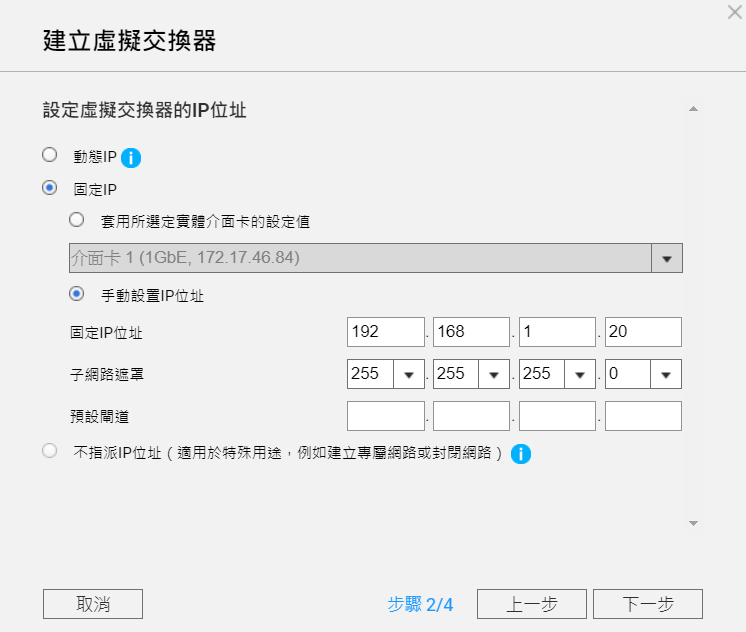 建立虛擬交換器
設定虛擬交換器的IP位址
動態IP i
固定IP
套用所選定實體介面卡的設定值
介面卡 1 (1GbE, 172.17.46.84)
手動設置IP位址
固定IP位址 192 . 168 . 1 . 20
子網路遮罩 255 . 255 . 255 . 0
預設閘道 . . .
不指派IP位址（適用於特殊用途，例如建立專屬網路或封閉網路） i
取消 步驟 2/4 上一步 下一步